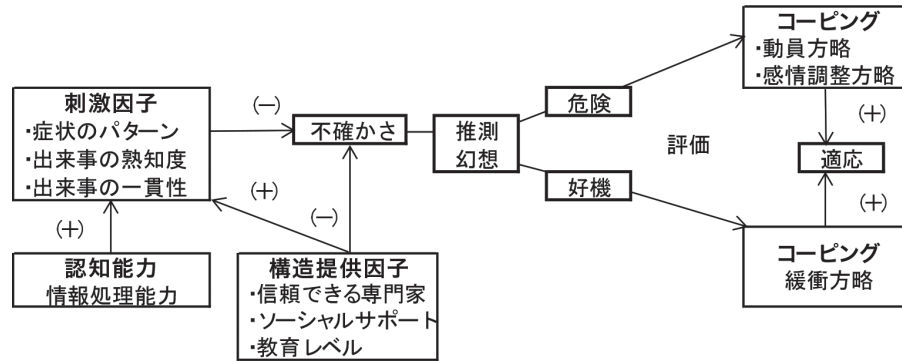 刺激因子
・症状のパターン
・出来事の熟知度
・出来事の一貫性
(+)
認知能力
情報処理能力
(−)
(+)
(−)
構造提供因子
・信頼できる専門家
・ソーシャルサポート
・教育レベル
不確かさ
推測
幻想
危険
好機
評価
コーピング
・動員方略
・感情調整方略
(+)
適応
(+)
コーピング
緩衝方略